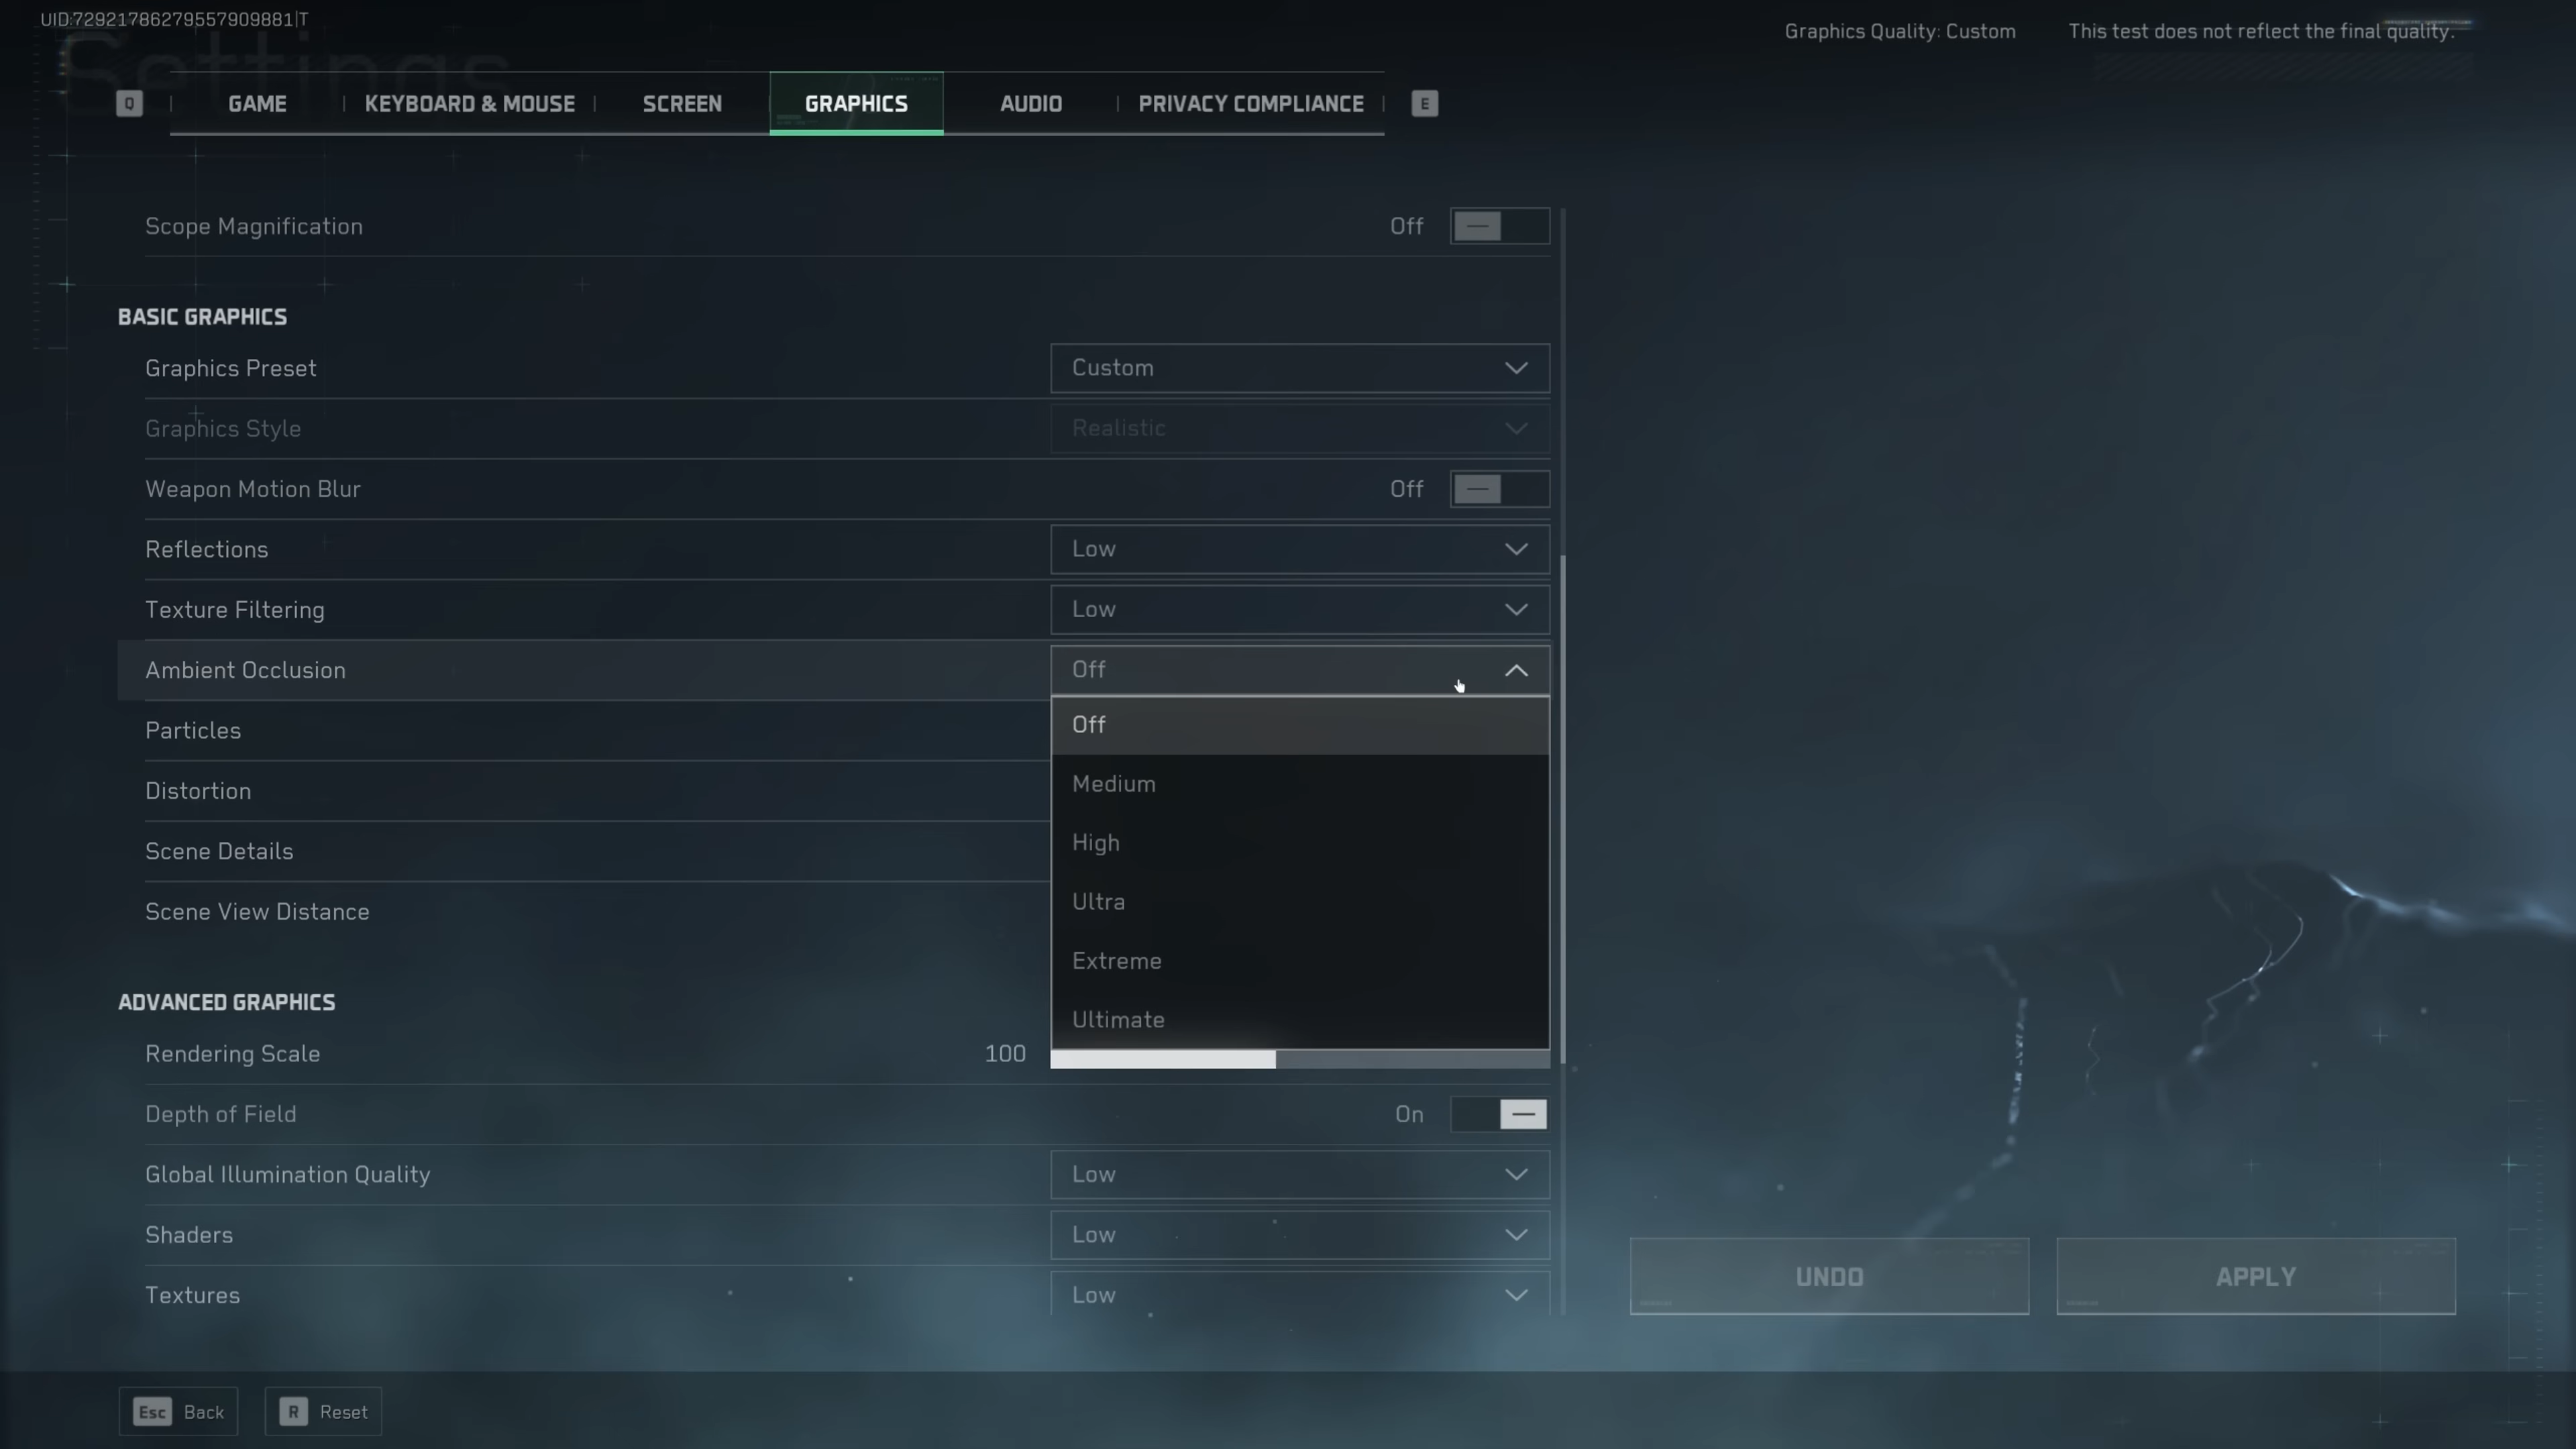 UID:72921786279557909881|T
Settings
Graphics Quality: Custom This test does not reflect the final quality.
Q GAME KEYBOARD & MOUSE SCREEN GRAPHICS AUDIO PRIVACY COMPLIANCE E
Scope Magnification Off
BASIC GRAPHICS
Graphics Preset Custom
Graphics Style Realistic
Weapon Motion Blur Off
Reflections Low
Texture Filtering Low
Ambient Occlusion Off
Off
Particles
Medium
Distortion
High
Scene Details
Ultra
Scene View Distance
Extreme
ADVANCED GRAPHICS
Ultimate
Rendering Scale 100
Depth of Field On
Global Illumination Quality Low
Shaders Low
Textures Low
UNDO APPLY
Esc Back R Reset